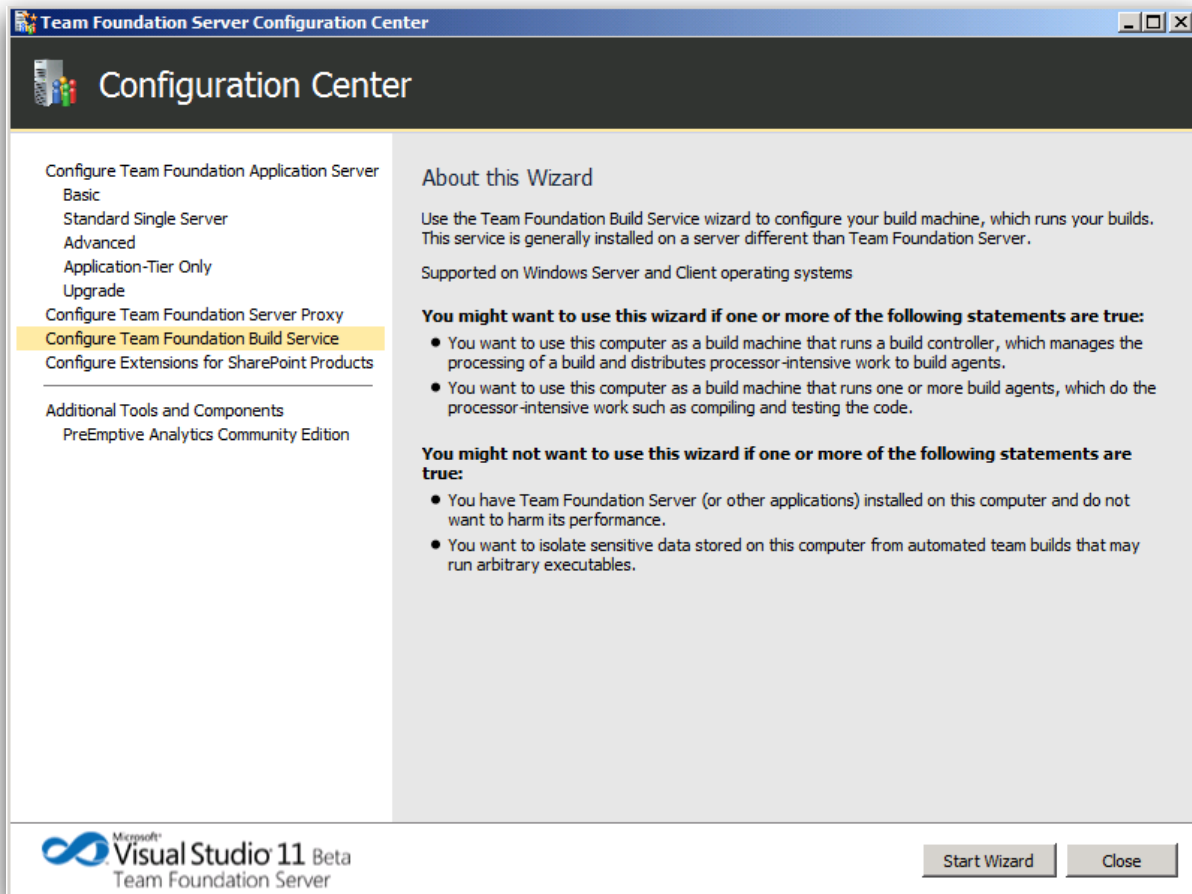 Team Foundation Server Configuration Center
Configuration Center
Configure Team Foundation Application Server
Basic
Standard Single Server
Advanced
Application-Tier Only
Upgrade
Configure Team Foundation Server Proxy
Configure Team Foundation Build Service
Configure Extensions for SharePoint Products
Additional Tools and Components
PreEmptive Analytics Community Edition
About this Wizard
Use the Team Foundation Build Service wizard to configure your build machine, which runs your builds.
This service is generally installed on a server different than Team Foundation Server.
Supported on Windows Server and Client operating systems
You might want to use this wizard if one or more of the following statements are true:
● You want to use this computer as a build machine that runs a build controller, which manages the
processing of a build and distributes processor-intensive work to build agents.
● You want to use this computer as a build machine that runs one or more build agents, which do the
processor-intensive work such as compiling and testing the code.
You might not want to use this wizard if one or more of the following statements are
true:
● You have Team Foundation Server (or other applications) installed on this computer and do not
want to harm its performance.
● You want to isolate sensitive data stored on this computer from automated team builds that may
run arbitrary executables.
Microsoft
Visual Studio 11 Beta
Team Foundation Server
Start Wizard
Close